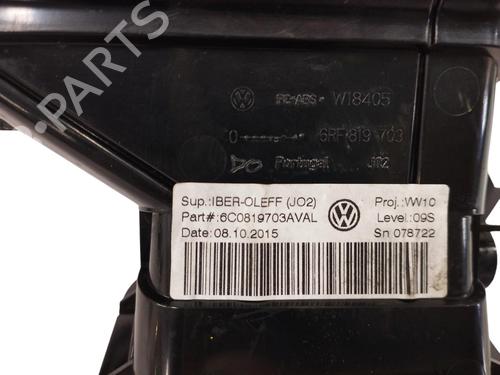 PC-ABS W18405
6RF 819 703
Portugal J02
Sup.:IBER-OLEFF (JO2)
Proj.:VW10
Part#:6C0819703AVAL
Level.:09S
Date: 08.10.2015
Sn 078722
B-PARTS